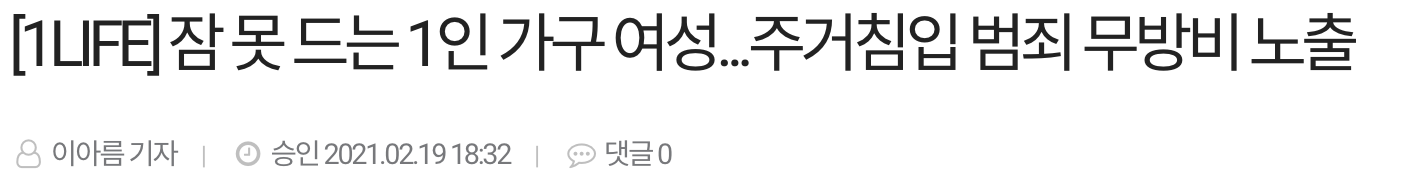 [1LIFE] 잠 못 드는 1인 가구 여성...주거침입 범죄 무방비 노출
이아름 기자 | 승인 2021.02.19 18:32 | 댓글 0